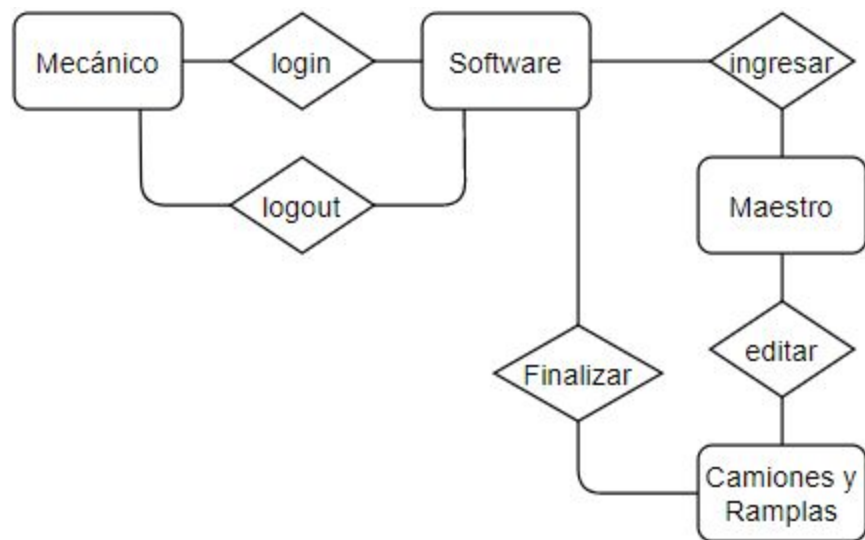 Mecánico
login
Software
ingresar
logout
Maestro
editar
Finalizar
Camiones y
Ramplas